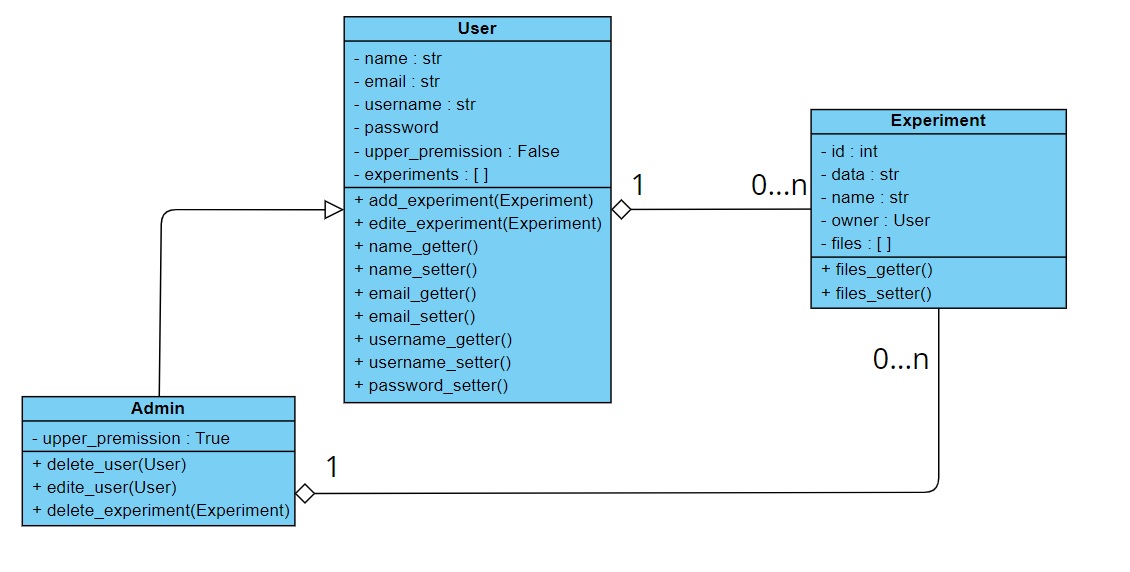 User
- name : str
- email : str
- username : str
- password
- upper_premission : False
- experiments : [ ]
+ add_experiment(Experiment)
+ edite_experiment(Experiment)
+ name_getter()
+ name_setter()
+ email_getter()
+ email_setter()
+ username_getter()
+ username_setter()
+ password_setter()
1
0...n
Experiment
- id : int
- data : str
- name : str
- owner : User
- files : [ ]
+ files_getter()
+ files_setter()
0...n
Admin
- upper_premission : True
+ delete_user(User)
+ edite_user(User)
+ delete_experiment(Experiment)
1